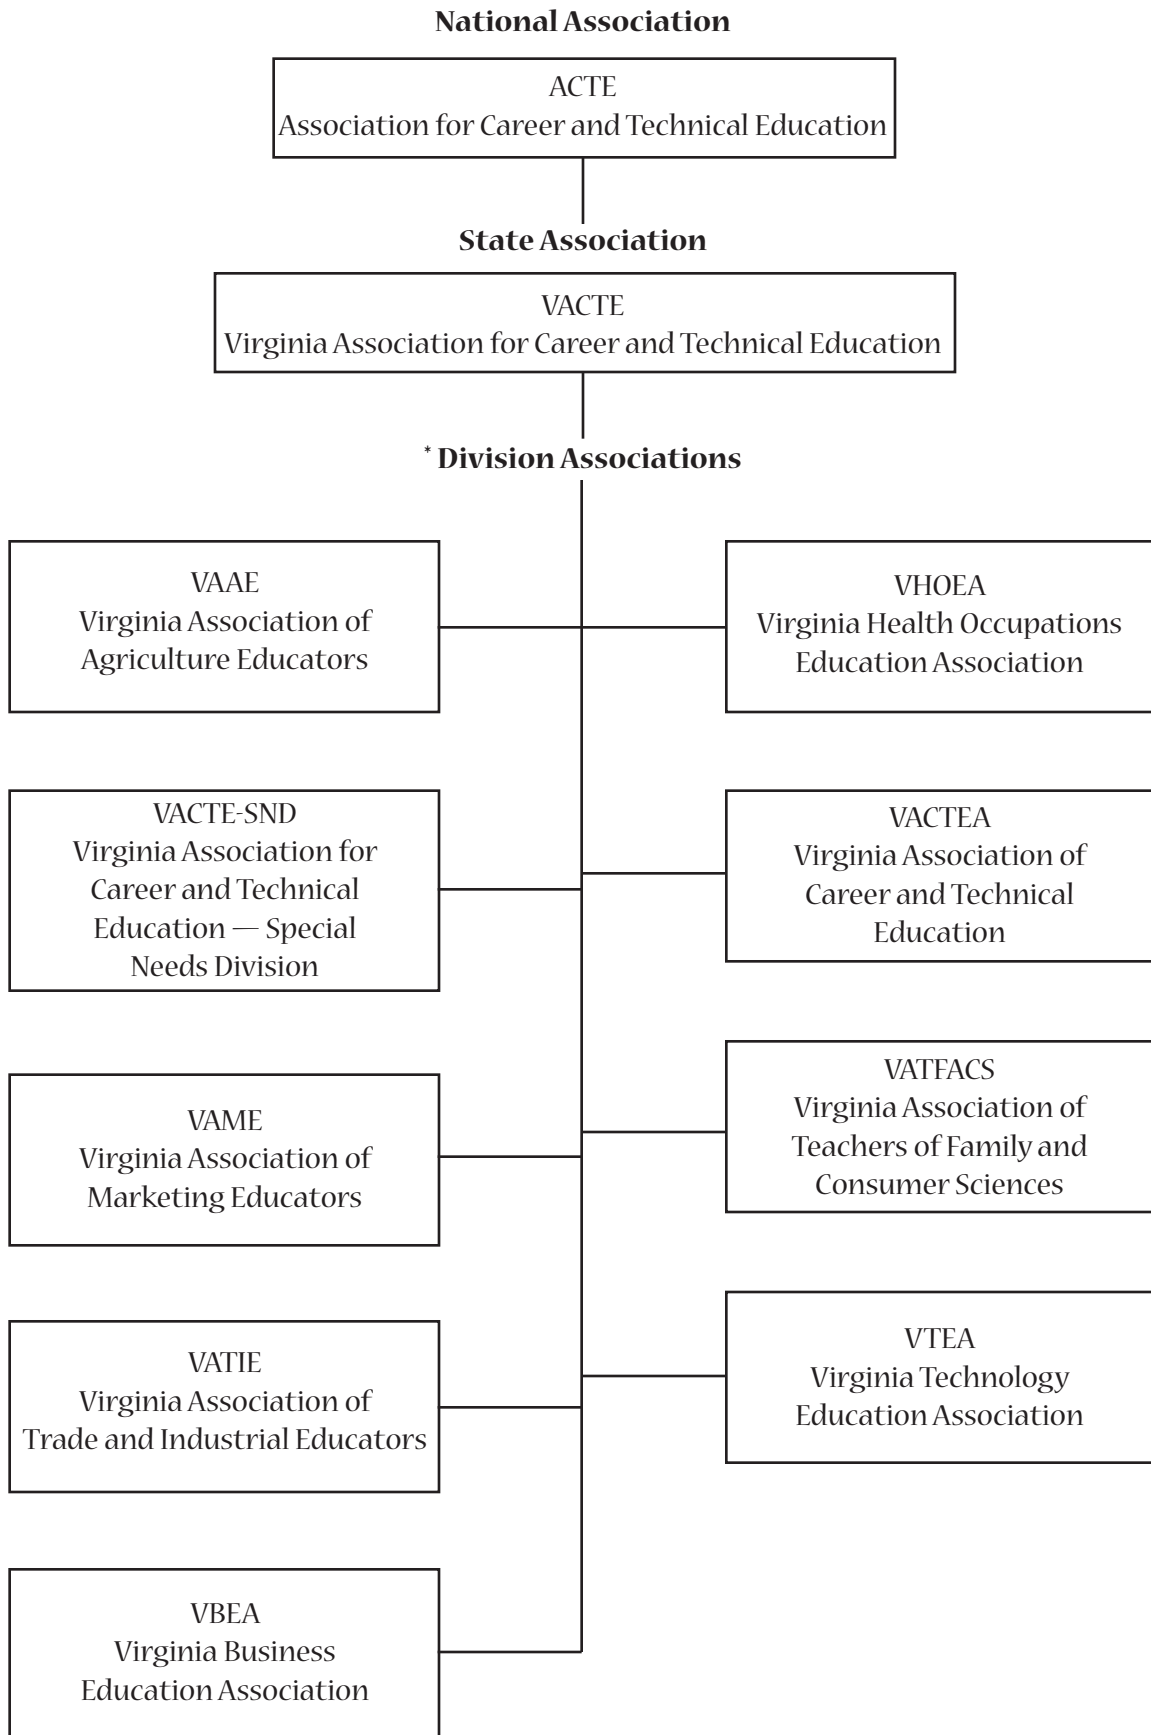 National Association
ACTE
Association for Career and Technical Education
State Association
VACTE
Virginia Association for Career and Technical Education
* Division Associations
VAAE
Virginia Association of
Agriculture Educators
VHOEA
Virginia Health Occupations
Education Association
VACTE-SND
Virginia Association for
Career and Technical
Education — Special
Needs Division
VACTEA
Virginia Association of
Career and Technical
Education
VAME
Virginia Association of
Marketing Educators
VATFACS
Virginia Association of
Teachers of Family and
Consumer Sciences
VATIE
Virginia Association of
Trade and Industrial Educators
VTEA
Virginia Technology
Education Association
VBEA
Virginia Business
Education Association